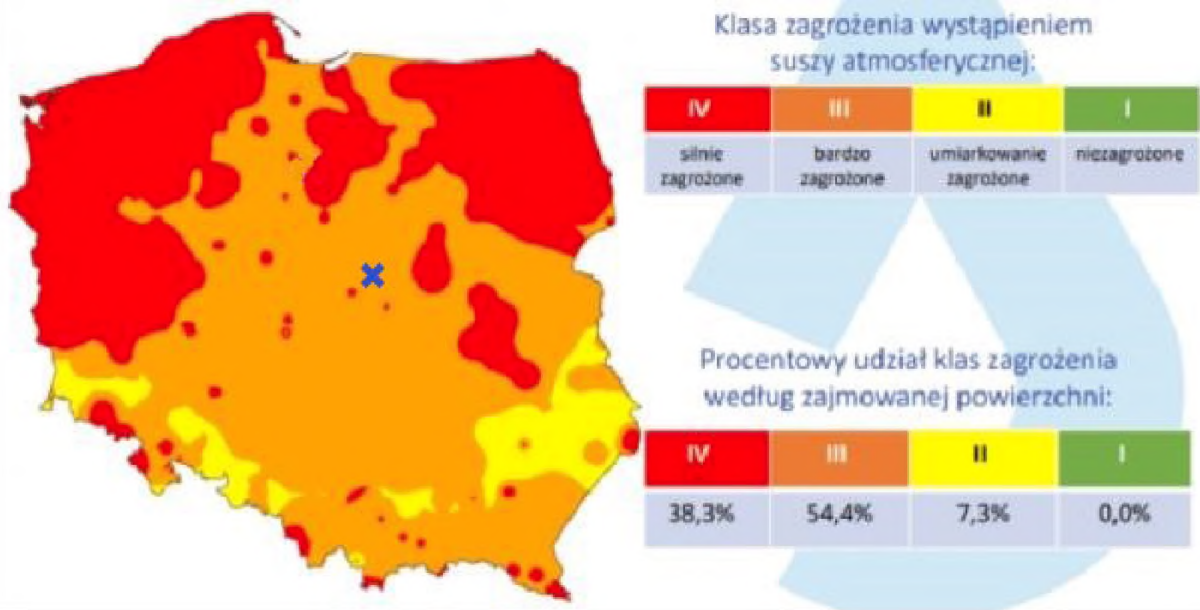 Klasa zagrożenia wystąpieniem
suszy atmosferycznej:
IV III II I
silnie bardzo umiarkowanie niezagrożone
zagrożone zagrożone zagrożone
Procentowy udział klas zagrożenia
według zajmowanej powierzchni:
IV III II I
38,3% 54,4% 7,3% 0,0%